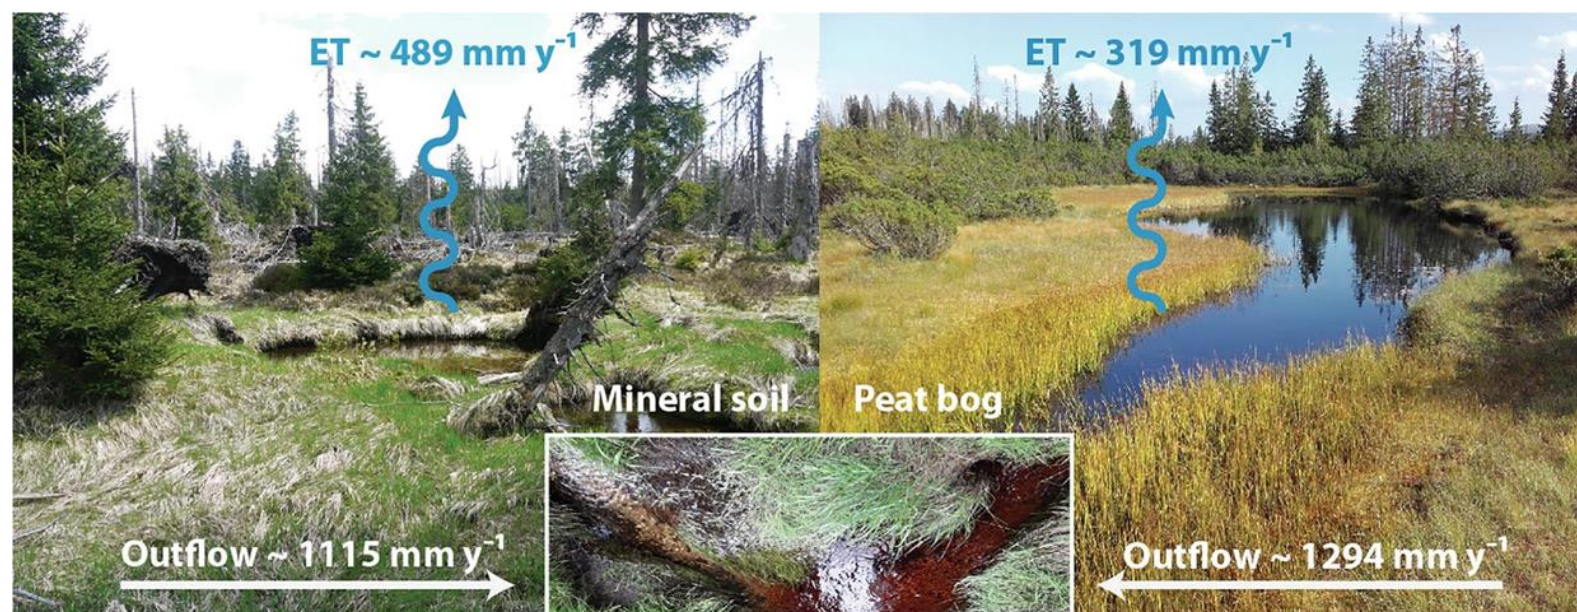 ET ~ 489 mm y⁻¹
ET ~ 319 mm y⁻¹
Mineral soil
Peat bog
Outflow ~ 1115 mm y⁻¹
Outflow ~ 1294 mm y⁻¹